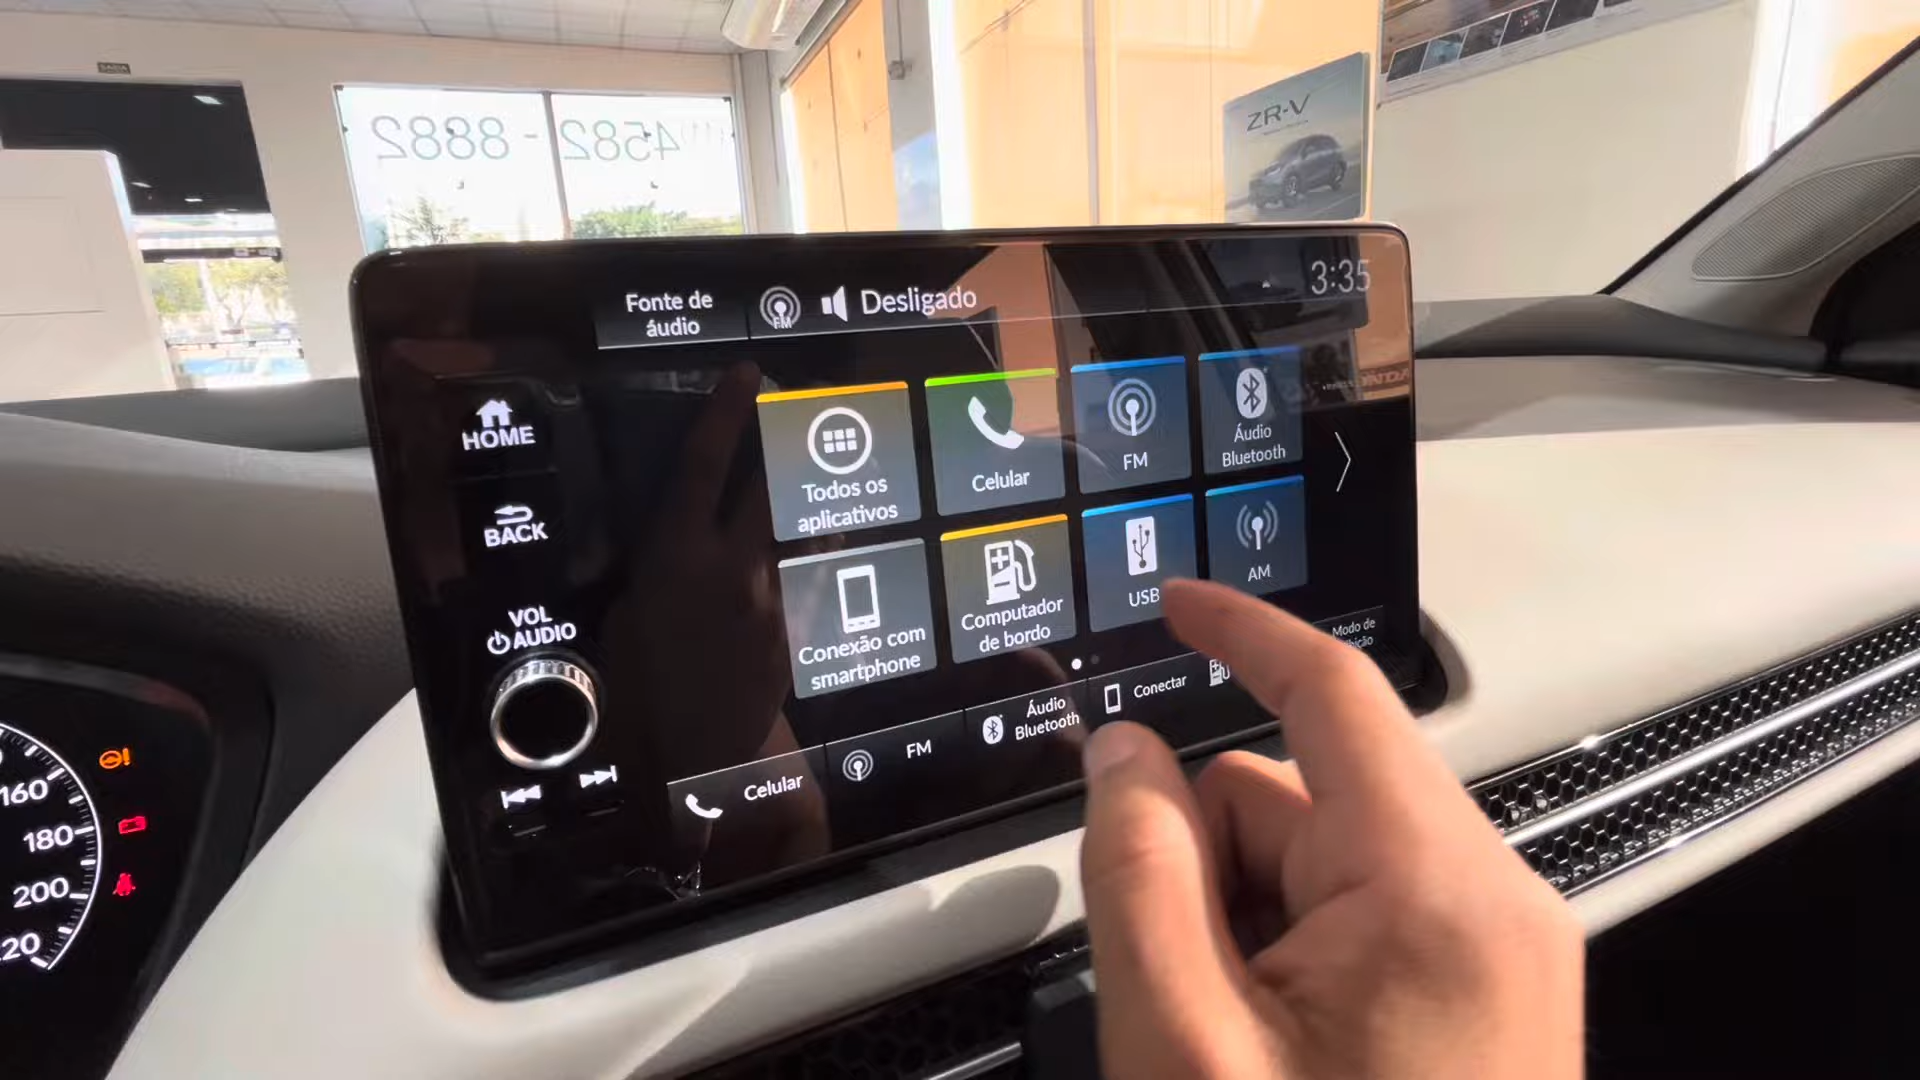 SAÍDA
4582-8882
ZR-V
Fonte de
áudio
FM
Desligado
3:35
HOME
BACK
VOL
AUDIO
Todos os
aplicativos
Celular
FM
Áudio
Bluetooth
Conexão com
smartphone
Computador
de bordo
USB
AM
Celular
FM
Áudio
Bluetooth
Conectar
Modo de
160
180
200
20